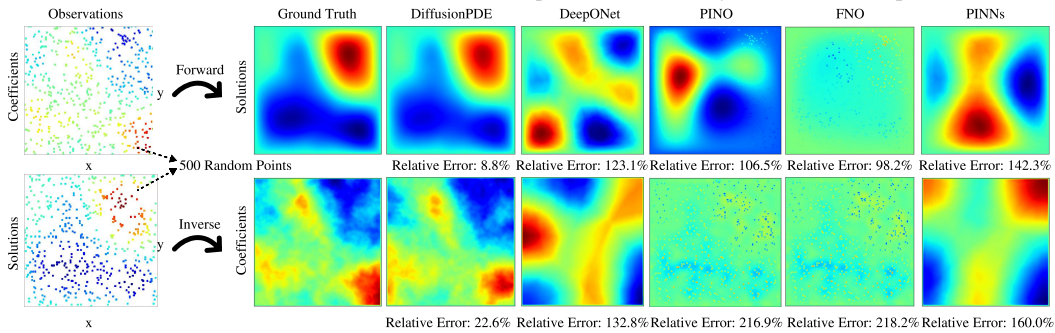 Observations
Ground Truth
DiffusionPDE
DeepONet
PINO
FNO
PINNs
Coefficients
y
x
Forward
Solutions
500 Random Points
Relative Error: 8.8%
Relative Error: 123.1%
Relative Error: 106.5%
Relative Error: 98.2%
Relative Error: 142.3%
Solutions
y
x
Inverse
Coefficients
Relative Error: 22.6%
Relative Error: 132.8%
Relative Error: 216.9%
Relative Error: 218.2%
Relative Error: 160.0%